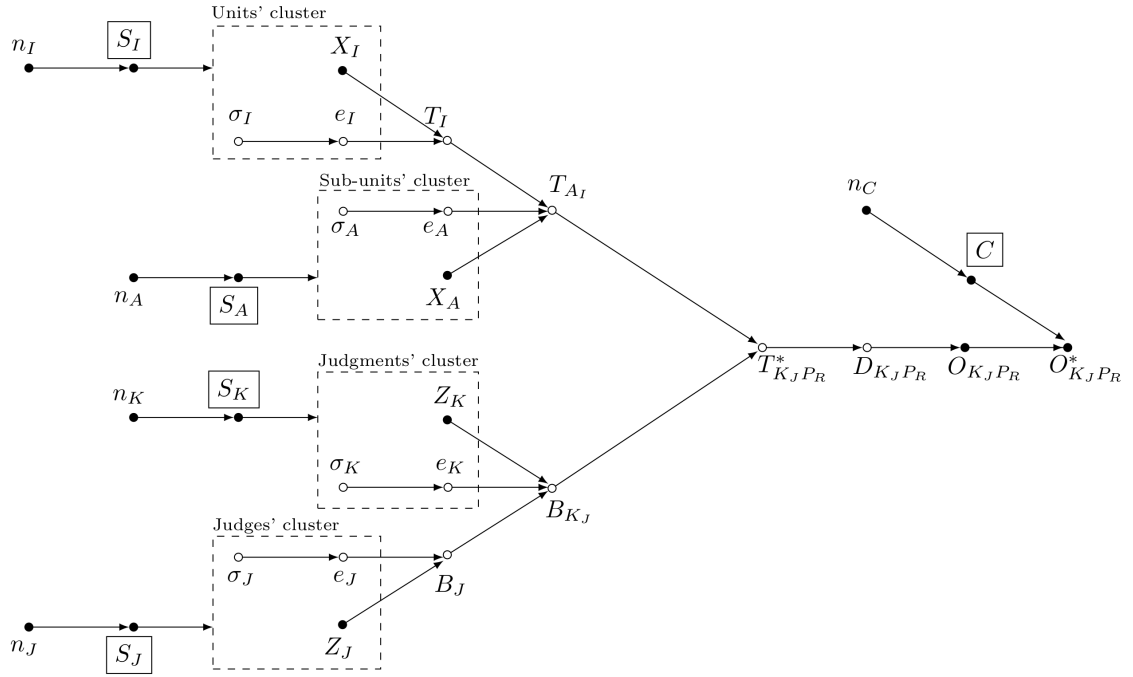 Units' cluster
n_I
S_I
X_I
σ_I
e_I
T_I
Sub-units' cluster
σ_A
e_A
T_{A_I}
n_A
S_A
X_A
n_C
C
Judgments' cluster
n_K
S_K
Z_K
σ_K
e_K
B_{K_J}
T^*_{K_J P_R}
D_{K_J P_R}
O_{K_J P_R}
O^*_{K_J P_R}
Judges' cluster
σ_J
e_J
B_J
n_J
S_J
Z_J